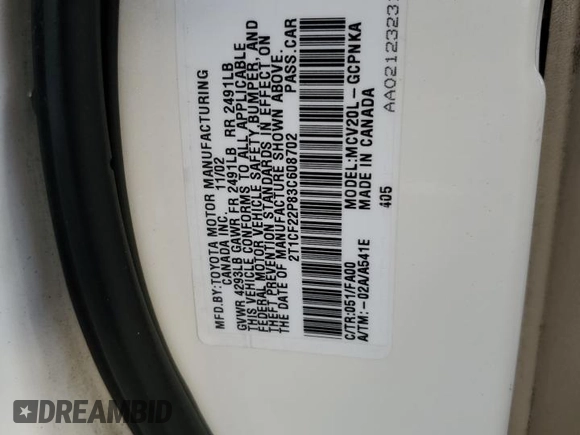 MFD.BY:TOYOTA MOTOR MANUFACTURING
CANADA INC. 11/02
GVWR 4293LB GAWR FR 2491LB RR 2491LB
THIS VEHICLE CONFORMS TO ALL APPLICABLE
FEDERAL MOTOR VEHICLE SAFETY BUMPER, AND
THEFT PREVENTION STANDARDS IN EFFECT ON
THE DATE OF MANUFACTURE SHOWN ABOVE.
2T1CF22P83C608702 PASS.CAR
C/TR:051/FA00 MODEL:MCV20L-GCPNKA
A/TM:-02A/A541E MADE IN CANADA
405
AA02123231
DREAMBID